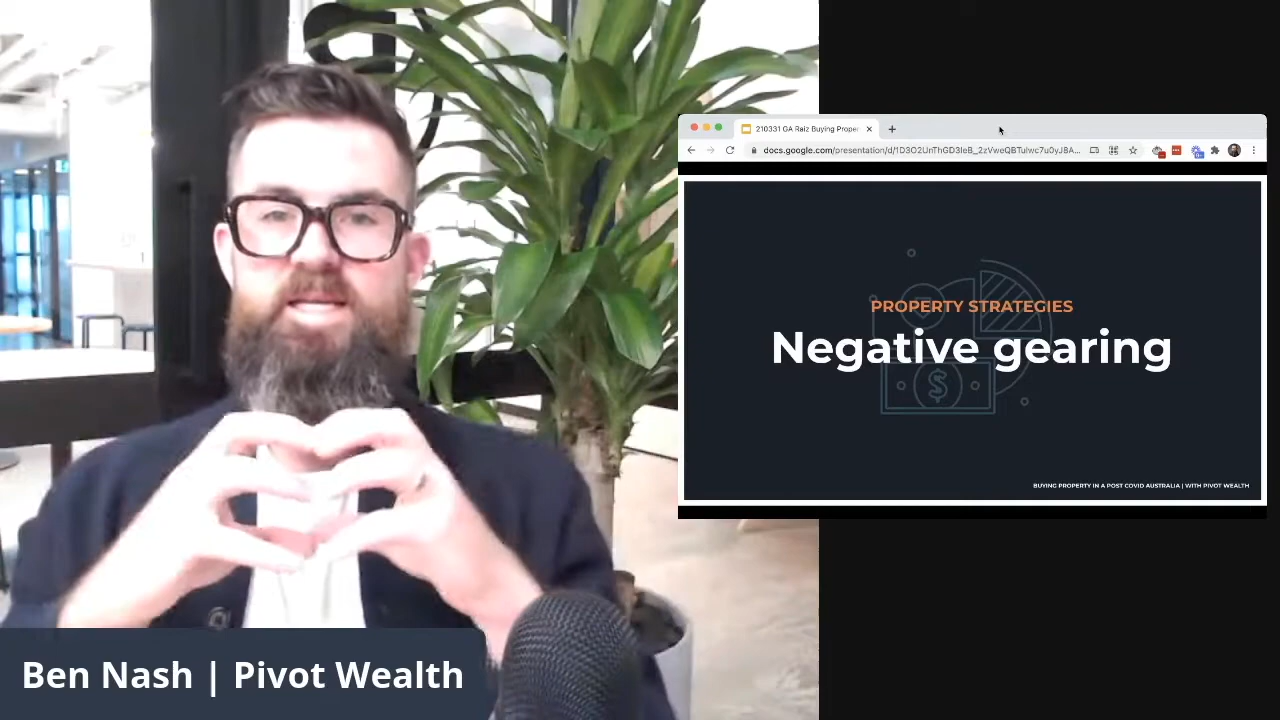 210331 GA Raiz Buying Proper
PROPERTY STRATEGIES
Negative gearing
$
BUYING PROPERTY IN A POST COVID AUSTRALIA | WITH PIVOT WEALTH
Ben Nash | Pivot Wealth